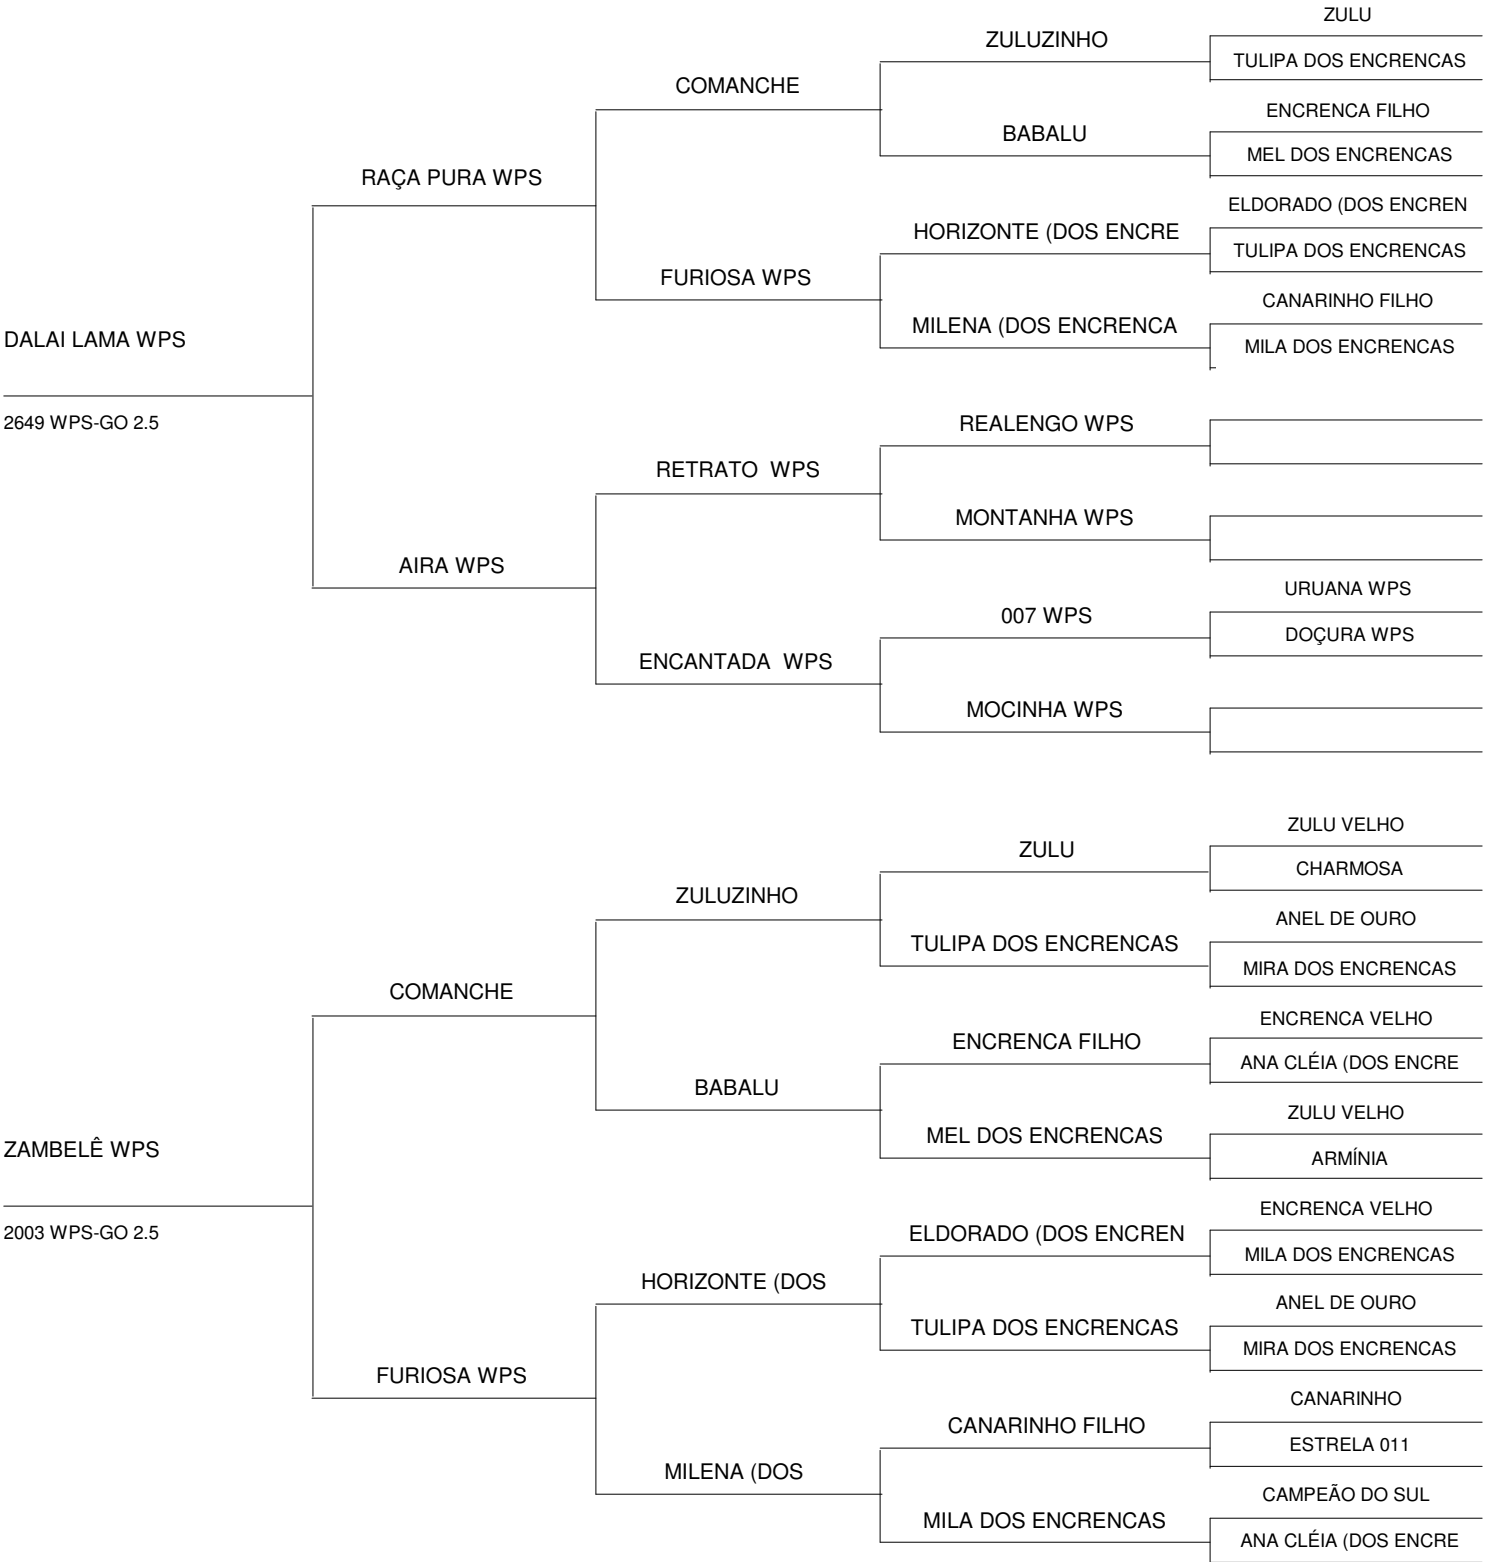 ZULU
ZULUZINHO
TULIPA DOS ENCRENCAS
COMANCHE
ENCRENCA FILHO
BABALU
MEL DOS ENCRENCAS
RAÇA PURA WPS
ELDORADO (DOS ENCREN
HORIZONTE (DOS ENCRE
TULIPA DOS ENCRENCAS
FURIOSA WPS
CANARINHO FILHO
MILENA (DOS ENCRENCA
MILA DOS ENCRENCAS
DALAI LAMA WPS
2649 WPS-GO 2.5
REALENGO WPS
RETRATO  WPS
MONTANHA WPS
AIRA WPS
URUANA WPS
007 WPS
DOÇURA WPS
ENCANTADA  WPS
MOCINHA WPS
ZULU VELHO
ZULU
CHARMOSA
ZULUZINHO
ANEL DE OURO
TULIPA DOS ENCRENCAS
MIRA DOS ENCRENCAS
COMANCHE
ENCRENCA VELHO
ENCRENCA FILHO
ANA CLÉIA (DOS ENCRE
BABALU
ZULU VELHO
MEL DOS ENCRENCAS
ARMÍNIA
ZAMBELÊ WPS
2003 WPS-GO 2.5
ENCRENCA VELHO
ELDORADO (DOS ENCREN
MILA DOS ENCRENCAS
HORIZONTE (DOS
ANEL DE OURO
TULIPA DOS ENCRENCAS
MIRA DOS ENCRENCAS
FURIOSA WPS
CANARINHO
CANARINHO FILHO
ESTRELA 011
MILENA (DOS
CAMPEÃO DO SUL
MILA DOS ENCRENCAS
ANA CLÉIA (DOS ENCRE